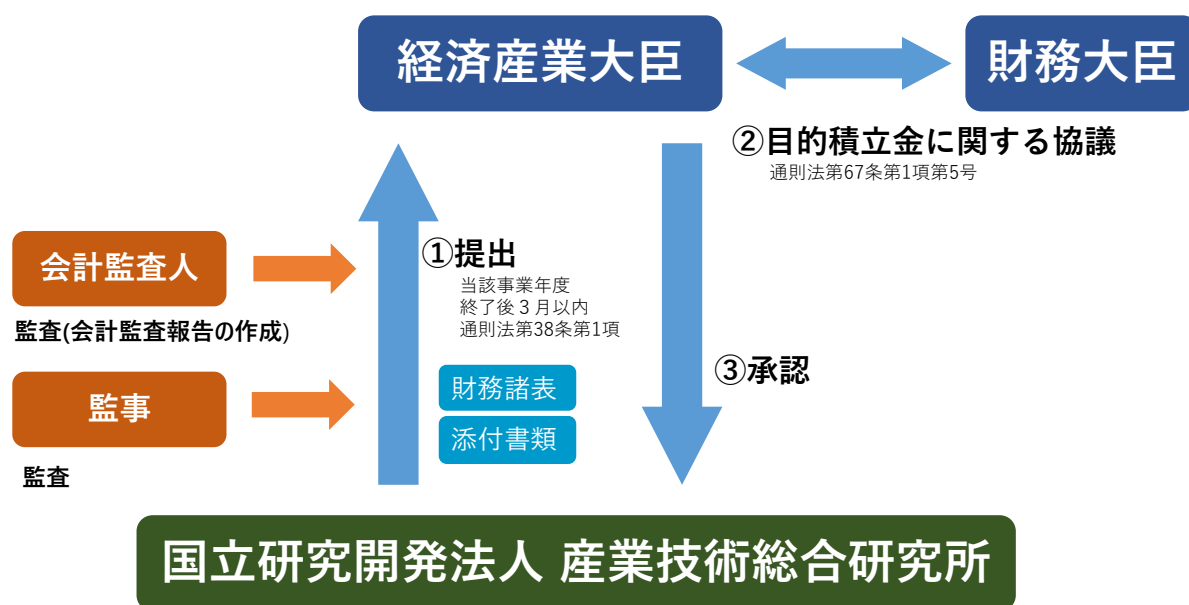 経済産業大臣
財務大臣
②目的積立金に関する協議
通則法第67条第1項第5号
会計監査人
監査(会計監査報告の作成)
①提出
当該事業年度
終了後３月以内
通則法第38条第1項
③承認
監事
監査
財務諸表
添付書類
国立研究開発法人 産業技術総合研究所